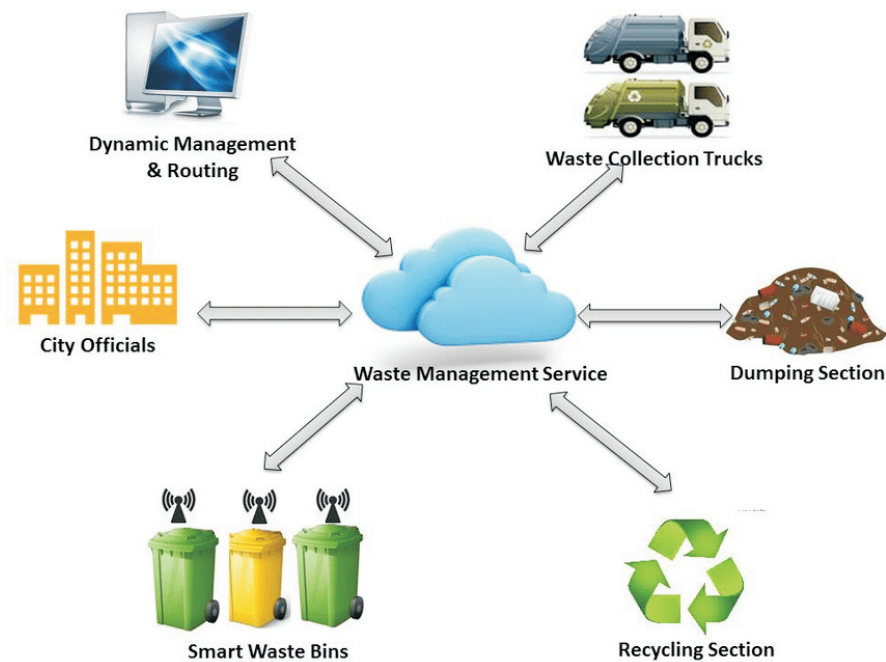 Dynamic Management
& Routing
Waste Collection Trucks
City Officials
Waste Management Service
Dumping Section
Smart Waste Bins
Recycling Section